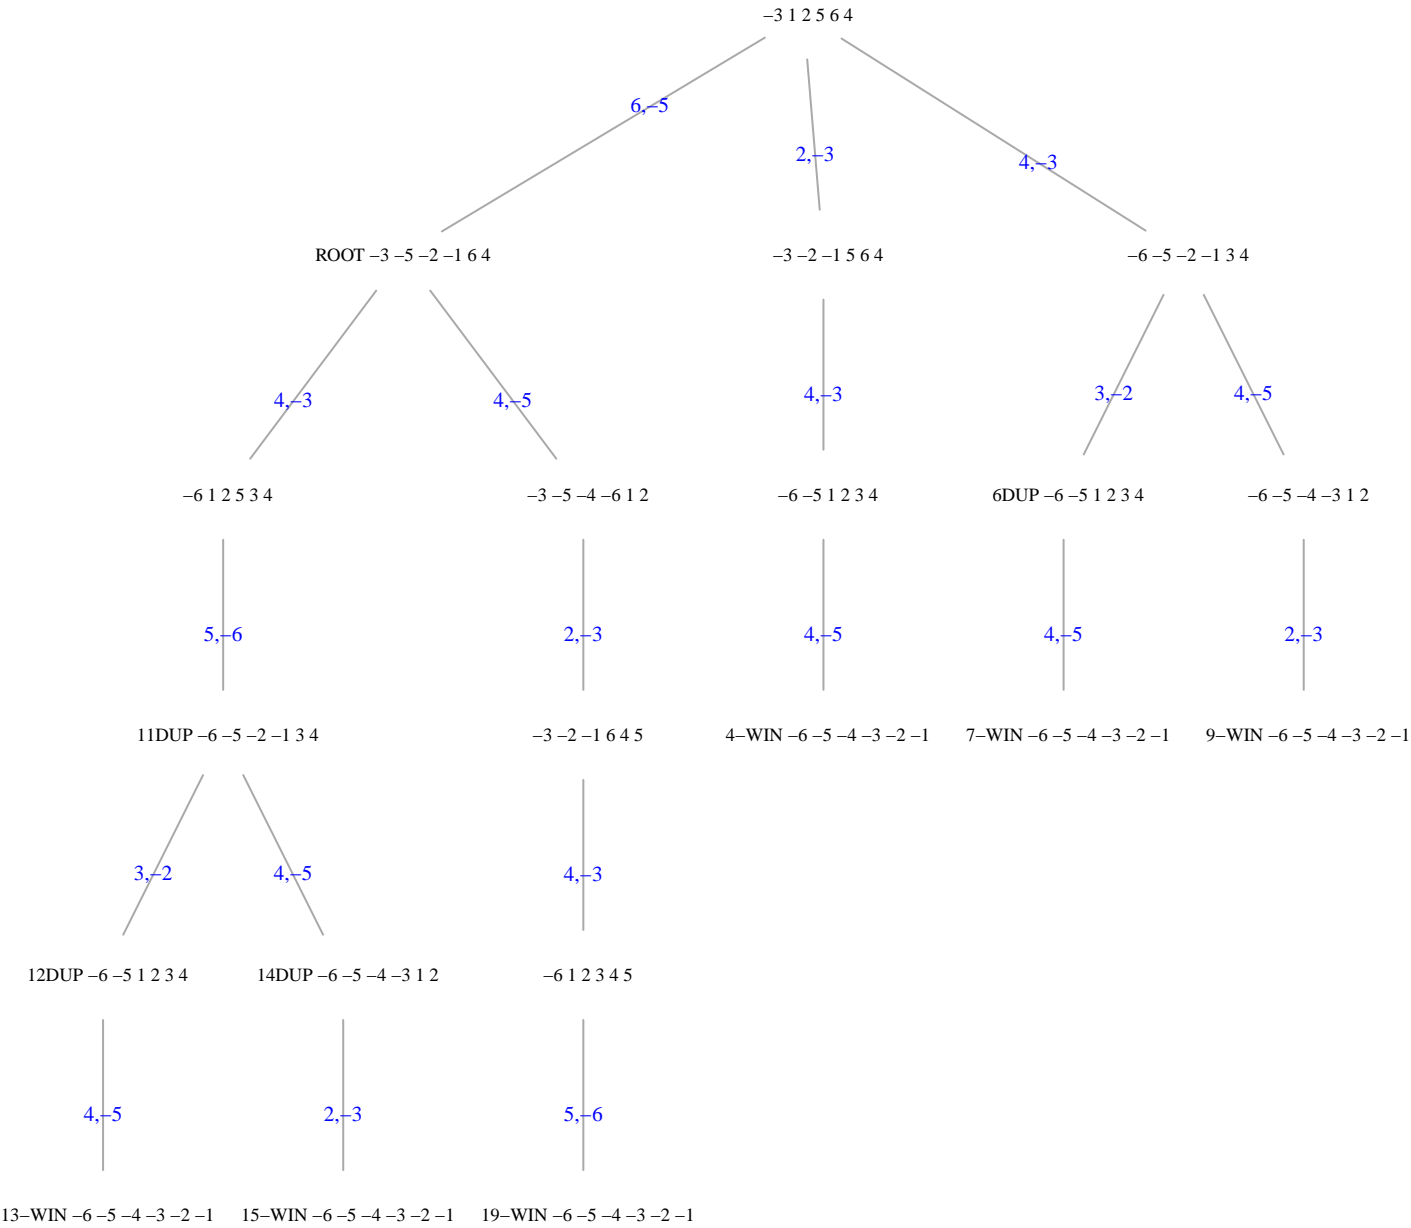 –3 1 2 5 6 4
6,–5
2,–3
4,–3
ROOT –3 –5 –2 –1 6 4
–3 –2 –1 5 6 4
–6 –5 –2 –1 3 4
4,–3
4,–5
4,–3
3,–2
4,–5
–6 1 2 5 3 4
–3 –5 –4 –6 1 2
–6 –5 1 2 3 4
6DUP –6 –5 1 2 3 4
–6 –5 –4 –3 1 2
5,–6
2,–3
4,–5
4,–5
2,–3
11DUP –6 –5 –2 –1 3 4
–3 –2 –1 6 4 5
4–WIN –6 –5 –4 –3 –2 –1
7–WIN –6 –5 –4 –3 –2 –1
9–WIN –6 –5 –4 –3 –2 –1
3,–2
4,–5
4,–3
12DUP –6 –5 1 2 3 4
14DUP –6 –5 –4 –3 1 2
–6 1 2 3 4 5
4,–5
2,–3
5,–6
13–WIN –6 –5 –4 –3 –2 –1
15–WIN –6 –5 –4 –3 –2 –1
19–WIN –6 –5 –4 –3 –2 –1